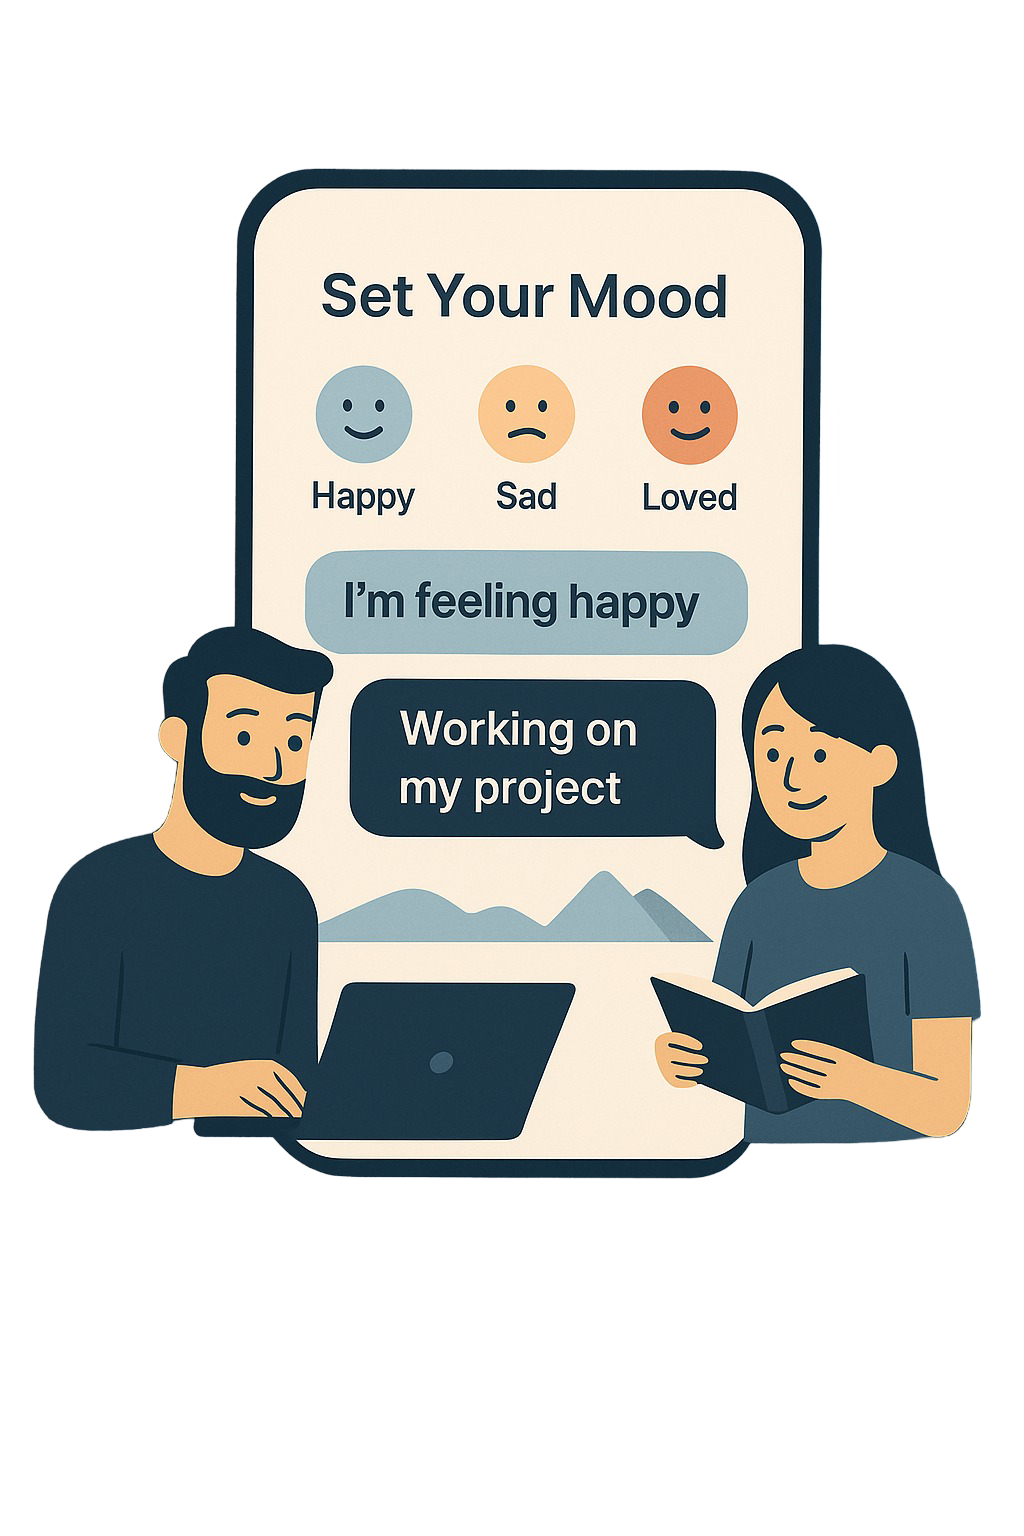 Set Your Mood
Happy Sad Loved
I'm feeling happy
Working on
my project